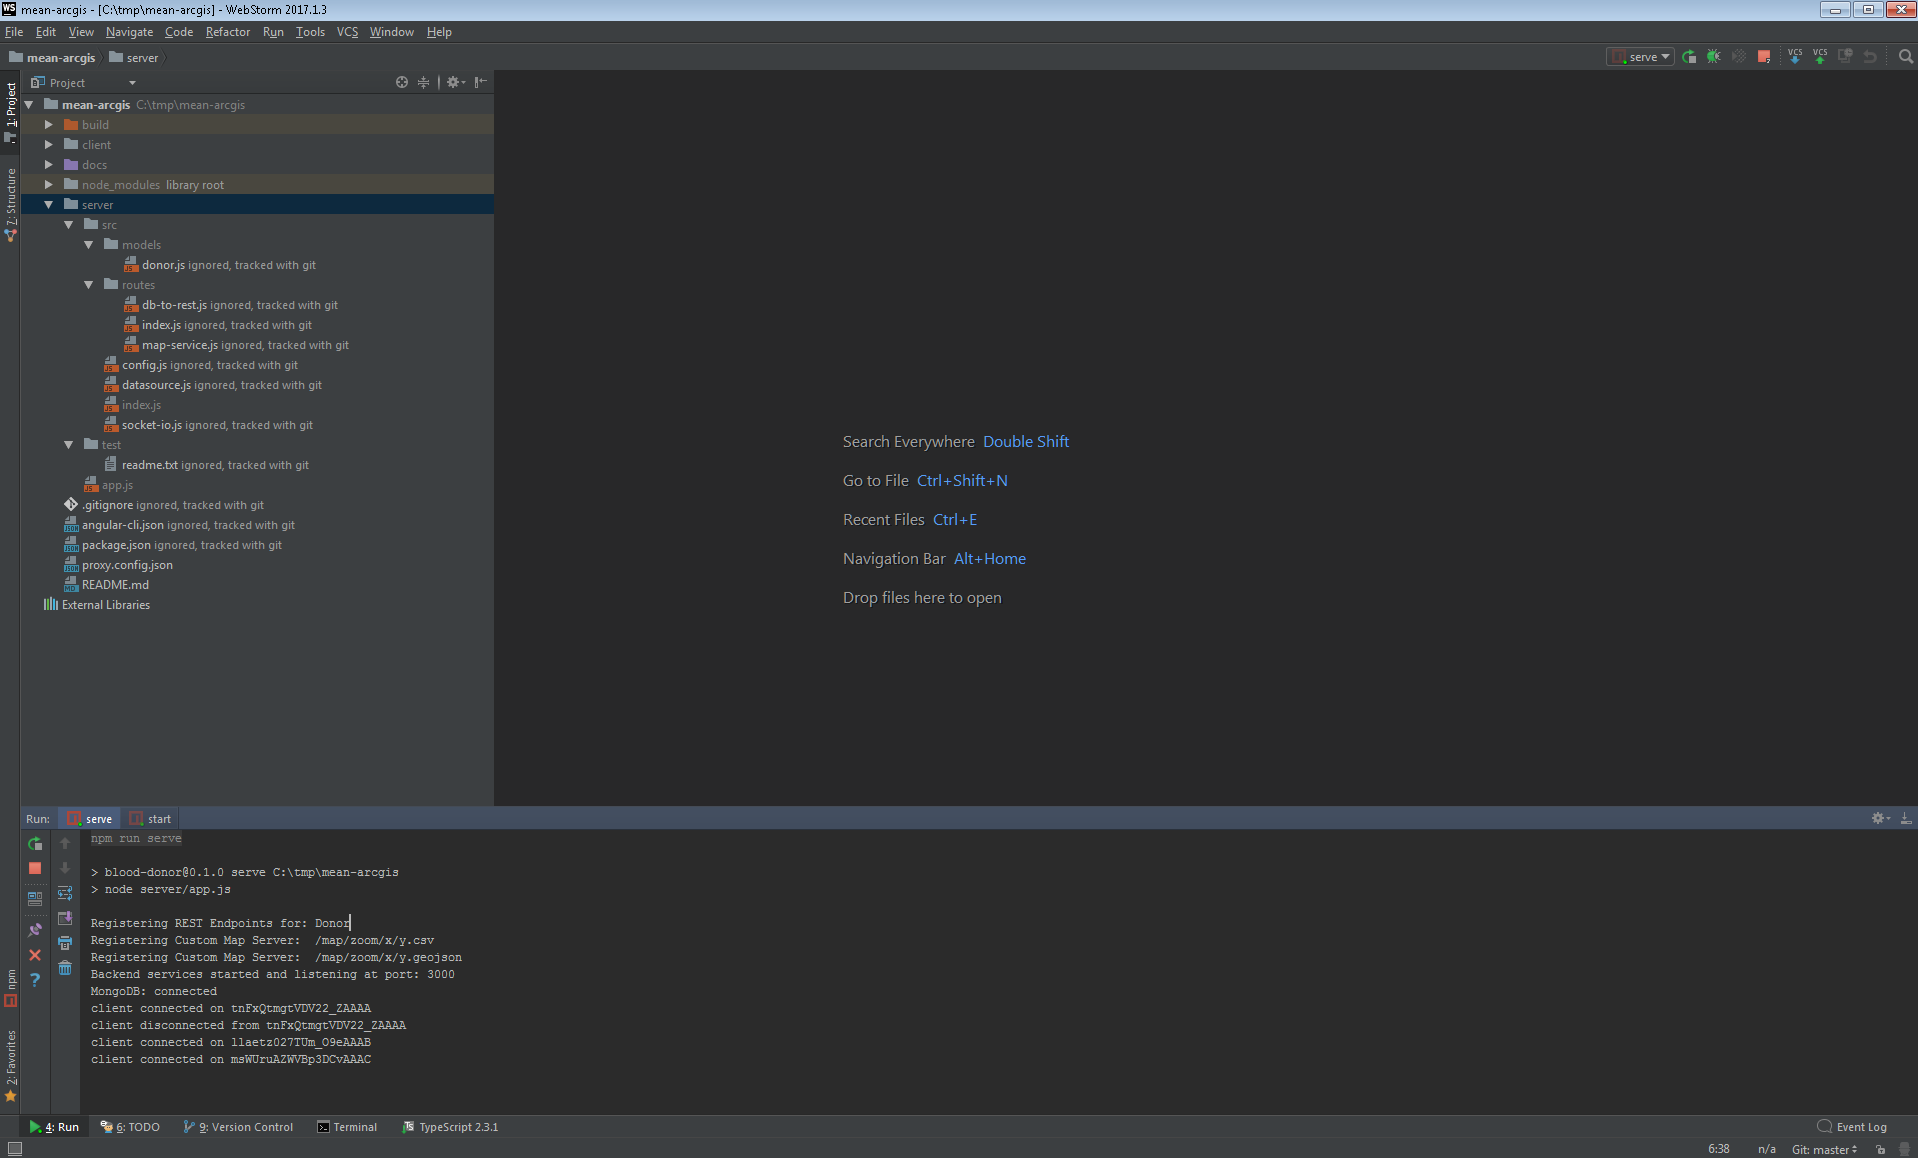 WS mean-arcgis - [C:\tmp\mean-arcgis] - WebStorm 2017.1.3
File Edit View Navigate Code Refactor Run Tools VCS Window Help
mean-arcgis server
serve VCS VCS
1: Project
7: Structure
Project
mean-arcgis C:\tmp\mean-arcgis
build
client
docs
node_modules library root
server
src
models
donor.js ignored, tracked with git
routes
db-to-rest.js ignored, tracked with git
index.js ignored, tracked with git
map-service.js ignored, tracked with git
config.js ignored, tracked with git
datasource.js ignored, tracked with git
index.js
socket-io.js ignored, tracked with git
test
readme.txt ignored, tracked with git
app.js
.gitignore ignored, tracked with git
angular-cli.json ignored, tracked with git
package.json ignored, tracked with git
proxy.config.json
README.md
External Libraries
Search Everywhere Double Shift
Go to File Ctrl+Shift+N
Recent Files Ctrl+E
Navigation Bar Alt+Home
Drop files here to open
Run: serve start
npm run serve
> blood-donor@0.1.0 serve C:\tmp\mean-arcgis
> node server/app.js
Registering REST Endpoints for: Donor
Registering Custom Map Server: /map/zoom/x/y.csv
Registering Custom Map Server: /map/zoom/x/y.geojson
Backend services started and listening at port: 3000
MongoDB: connected
client connected on tnFxQtmgtVDV22_ZAAAA
client disconnected from tnFxQtmgtVDV22_ZAAAA
client connected on llaetz027TUm_O9eAAAB
client connected on msWUruAZWVBp3DCvAAAC
npm
2: Favorites
4: Run 6: TODO 9: Version Control Terminal TypeScript 2.3.1 Event Log
6:38 n/a Git: master